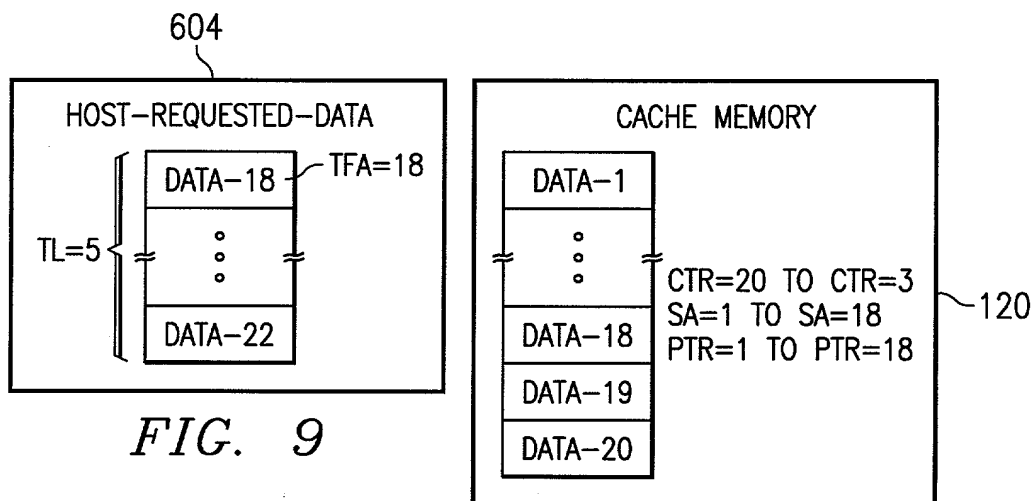 604
HOST-REQUESTED-DATA
DATA-18
TFA=18
TL=5
DATA-22
FIG. 9
CACHE MEMORY
DATA-1
CTR=20 TO CTR=3
SA=1 TO SA=18
PTR=1 TO PTR=18
120
DATA-18
DATA-19
DATA-20